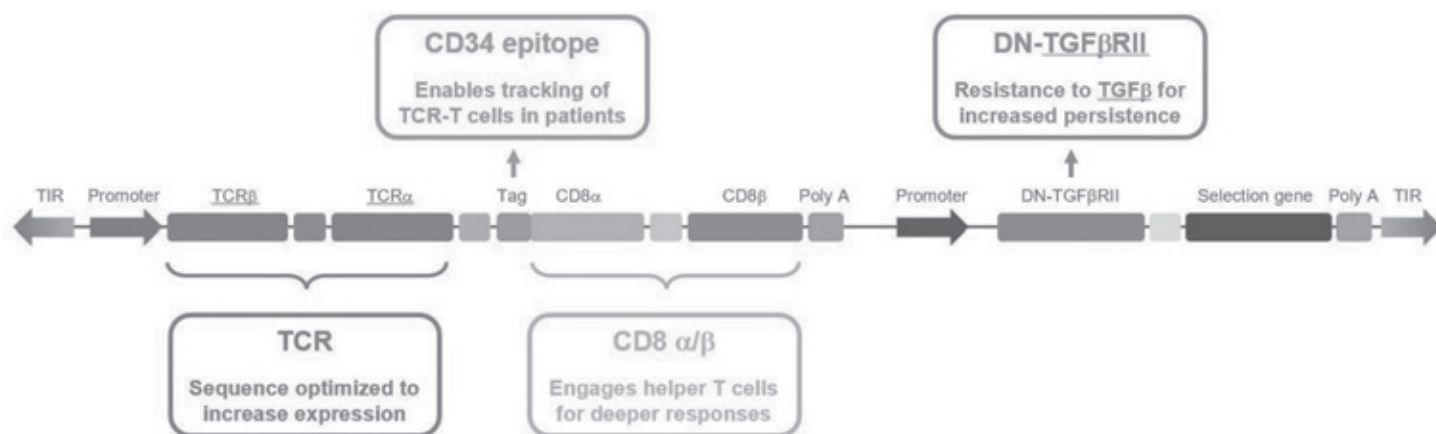 CD34 epitope
Enables tracking of
TCR-T cells in patients
DN-TGFβRII
Resistance to TGFβ for
increased persistence
TIR Promoter TCRβ TCRα Tag CD8α CD8β Poly A Promoter DN-TGFβRII Selection gene Poly A TIR
TCR
Sequence optimized to
increase expression
CD8 α/β
Engages helper T cells
for deeper responses